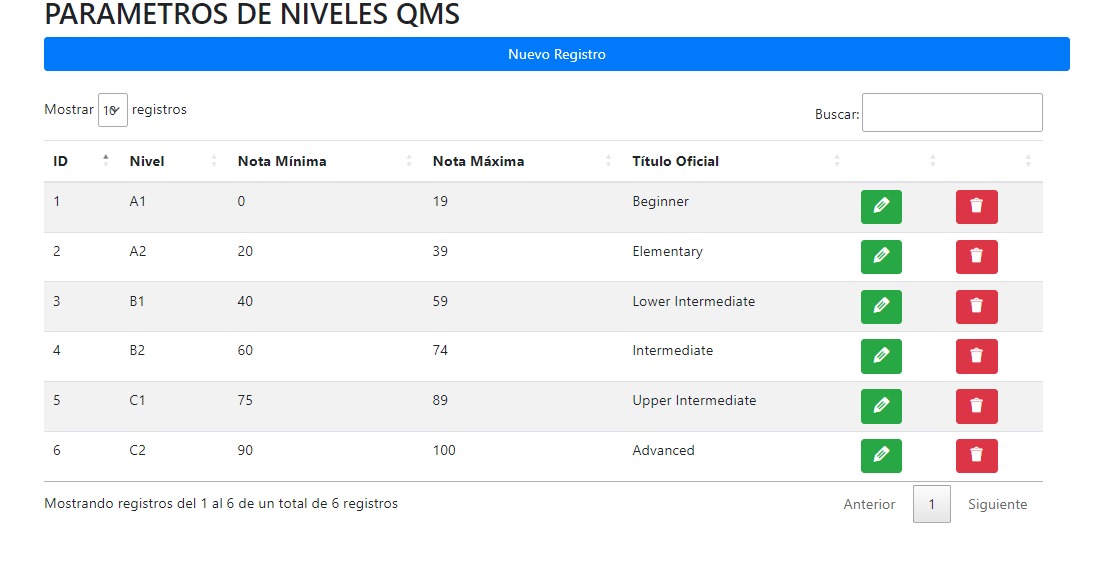 PARAMETROS DE NIVELES QMS
Nuevo Registro
Mostrar 10 registros
Buscar:
ID Nivel Nota Mínima Nota Máxima Título Oficial
1 A1 0 19 Beginner
2 A2 20 39 Elementary
3 B1 40 59 Lower Intermediate
4 B2 60 74 Intermediate
5 C1 75 89 Upper Intermediate
6 C2 90 100 Advanced
Mostrando registros del 1 al 6 de un total de 6 registros
Anterior 1 Siguiente